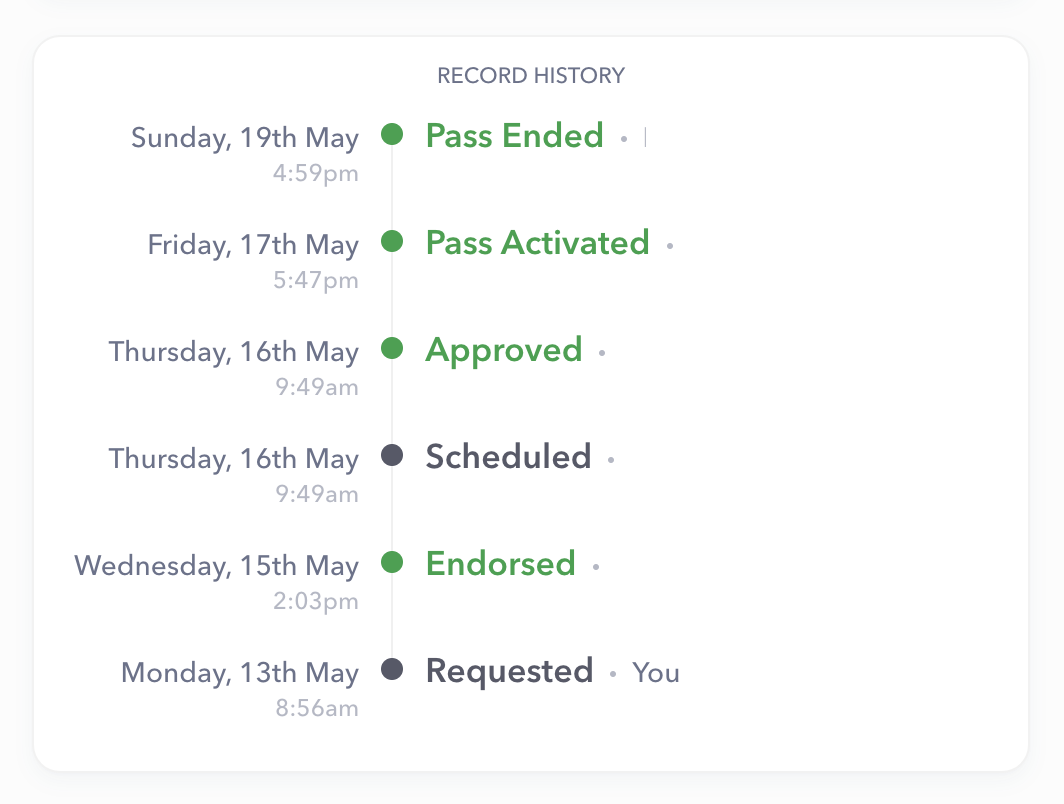 RECORD HISTORY
Sunday, 19th May
Pass Ended •
4:59pm
Friday, 17th May
Pass Activated •
5:47pm
Thursday, 16th May
Approved •
9:49am
Thursday, 16th May
Scheduled •
9:49am
Wednesday, 15th May
Endorsed •
2:03pm
Monday, 13th May
Requested • You
8:56am